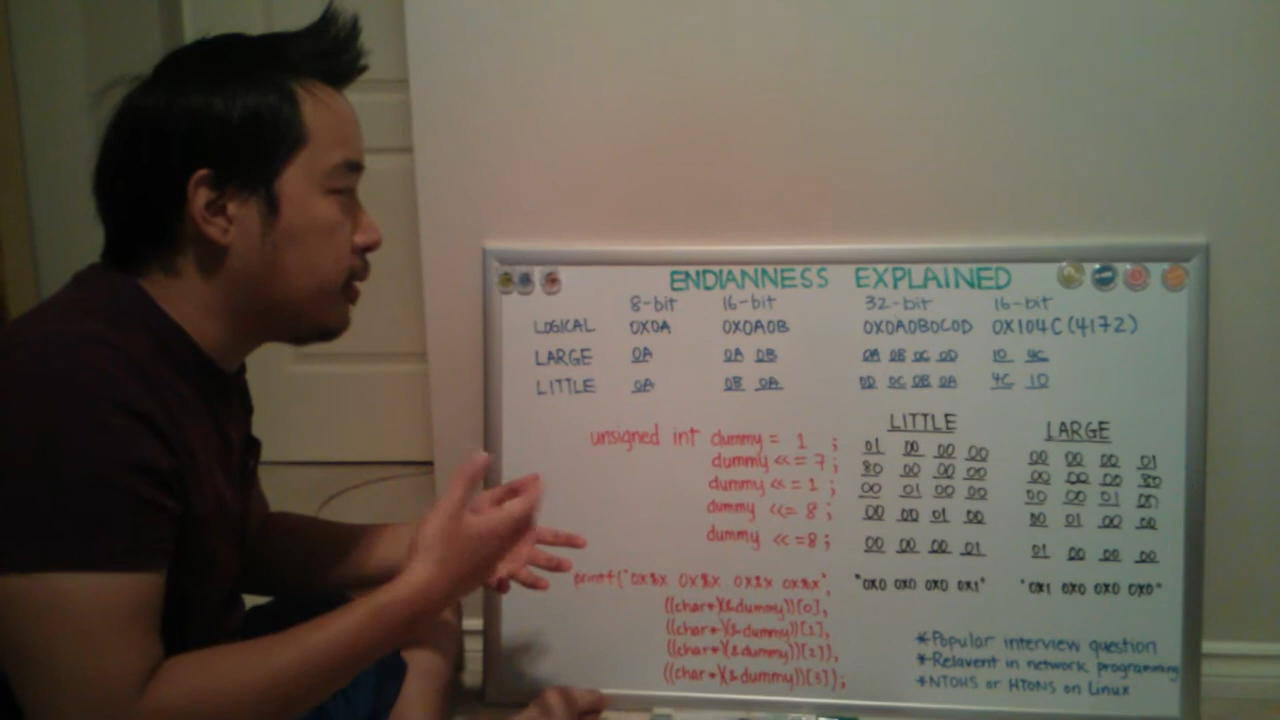 ENDIANNESS EXPLAINED
8-bit 16-bit 32-bit 16-bit
LOGICAL 0X0A 0X0A0B 0X0A0B0C0D 0X104C(4172)
LARGE 0A 0A 0B 0A 0B 0C 0D 10 4C
LITTLE 0A 0B 0A 0D 0C 0B 0A 4C 10
LITTLE LARGE
unsigned int dummy = 1 ; 01 00 00 00 00 00 00 01
dummy <<= 7 ; 80 00 00 00 00 00 00 80
dummy <<= 1 ; 00 01 00 00 00 00 01 00
dummy <<= 8 ; 00 00 01 00 00 01 00 00
dummy <<=8 ; 00 00 00 01 01 00 00 00
printf("0x%x 0x%x 0x%x 0x%x", "0x0 0x0 0x0 0x1" "0x1 0x0 0x0 0x0"
((char*)(&dummy))[0],
((char*)(&dummy))[1],
((char*)(&dummy))[2]),
((char*)(&dummy))[3]);
*Popular interview question
*Relavent in network programming
*NTOHS or HTONS on Linux